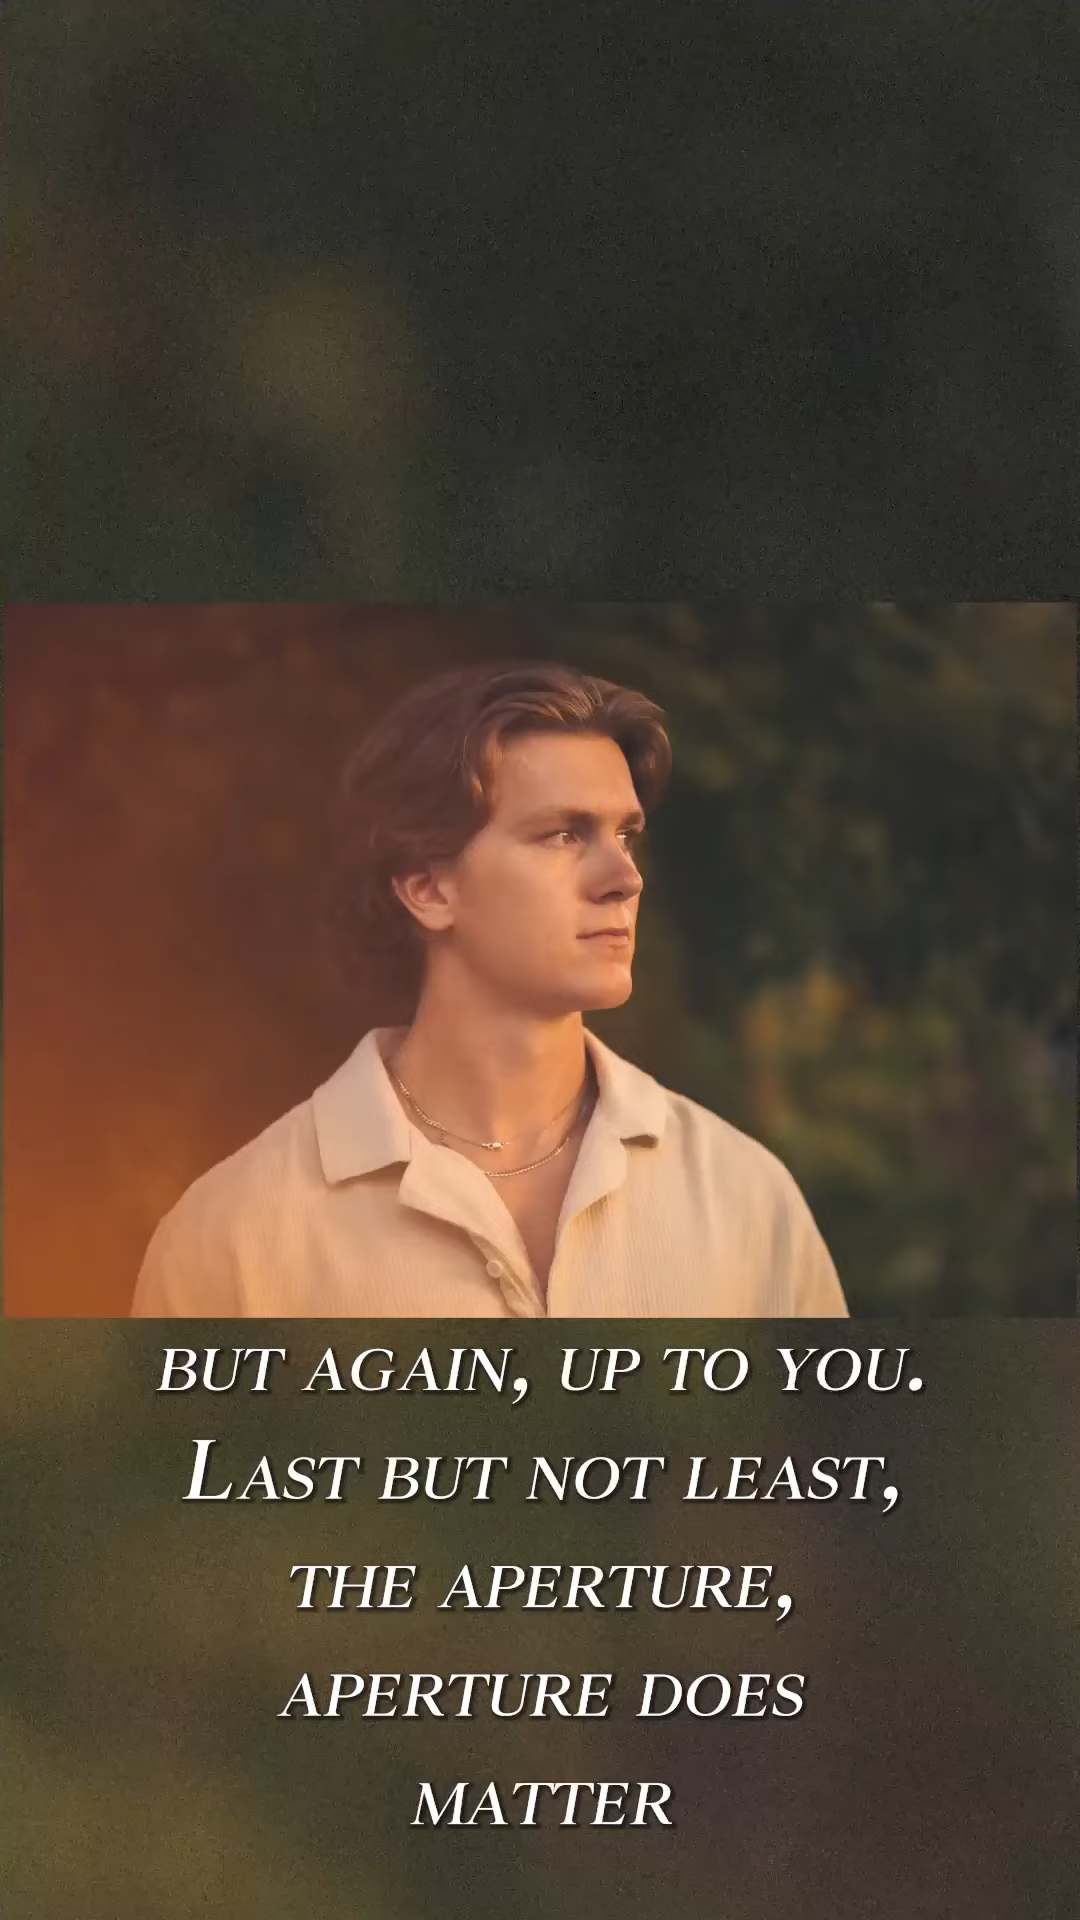 BUT AGAIN, UP TO YOU.
LAST BUT NOT LEAST,
THE APERTURE,
APERTURE DOES
MATTER